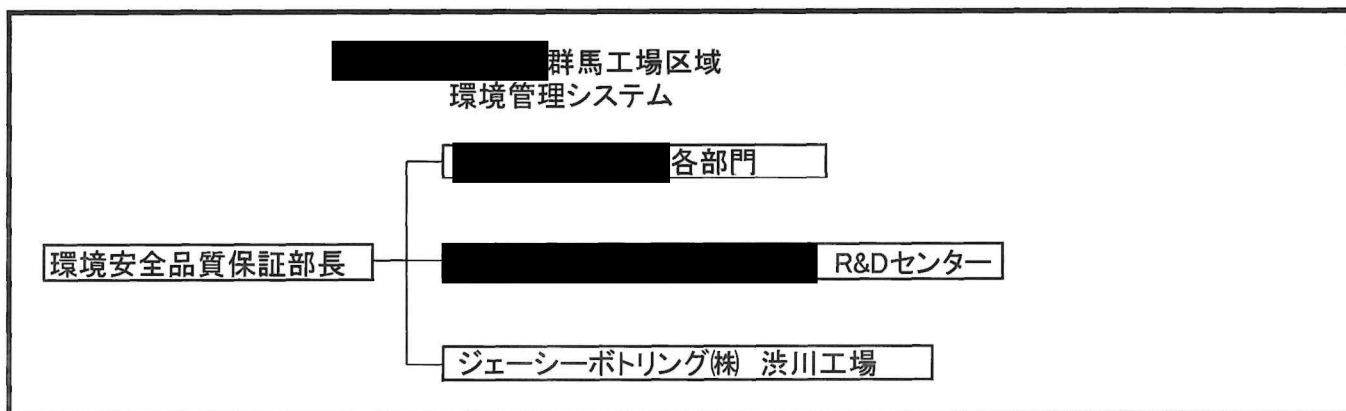 群馬工場区域
環境管理システム
各部門
環境安全品質保証部長
R&Dセンター
ジェーシーボトリング㈱ 渋川工場